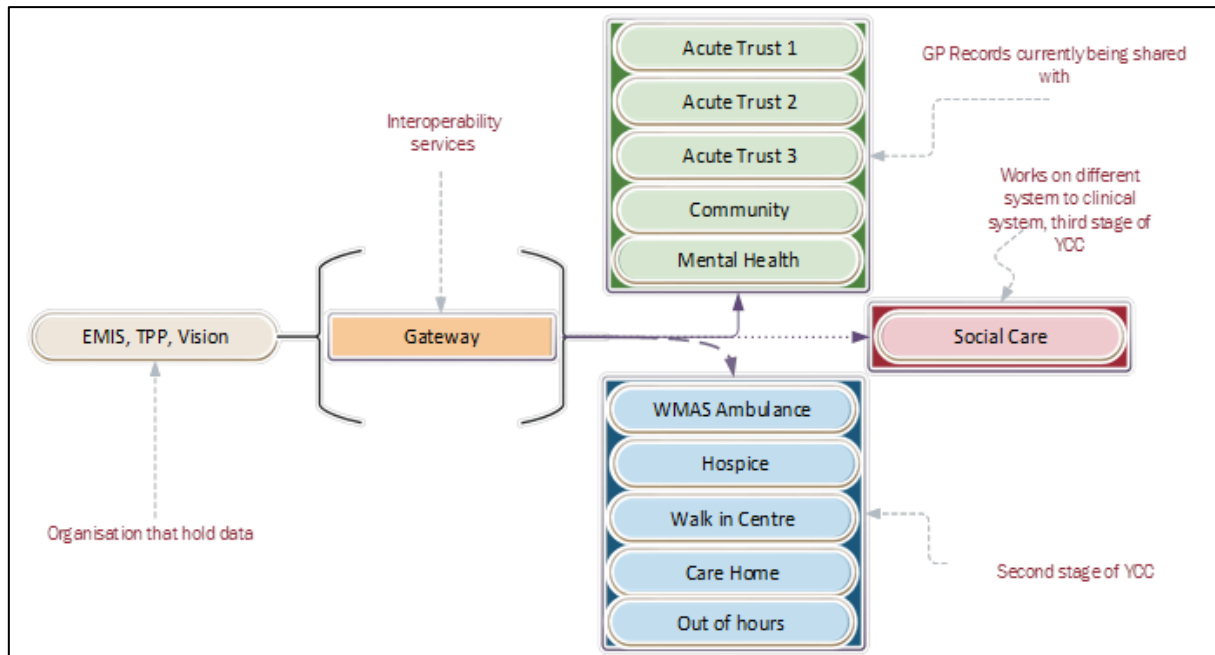 Acute Trust 1
Acute Trust 2
Acute Trust 3
Community
Mental Health
GP Records currently being shared
with
Interoperability
services
Works on different
system to clinical
system, third stage of
YCC
EMIS, TPP, Vision
Gateway
Social Care
WMAS Ambulance
Hospice
Walk in Centre
Care Home
Out of hours
Organisation that hold data
Second stage of YCC